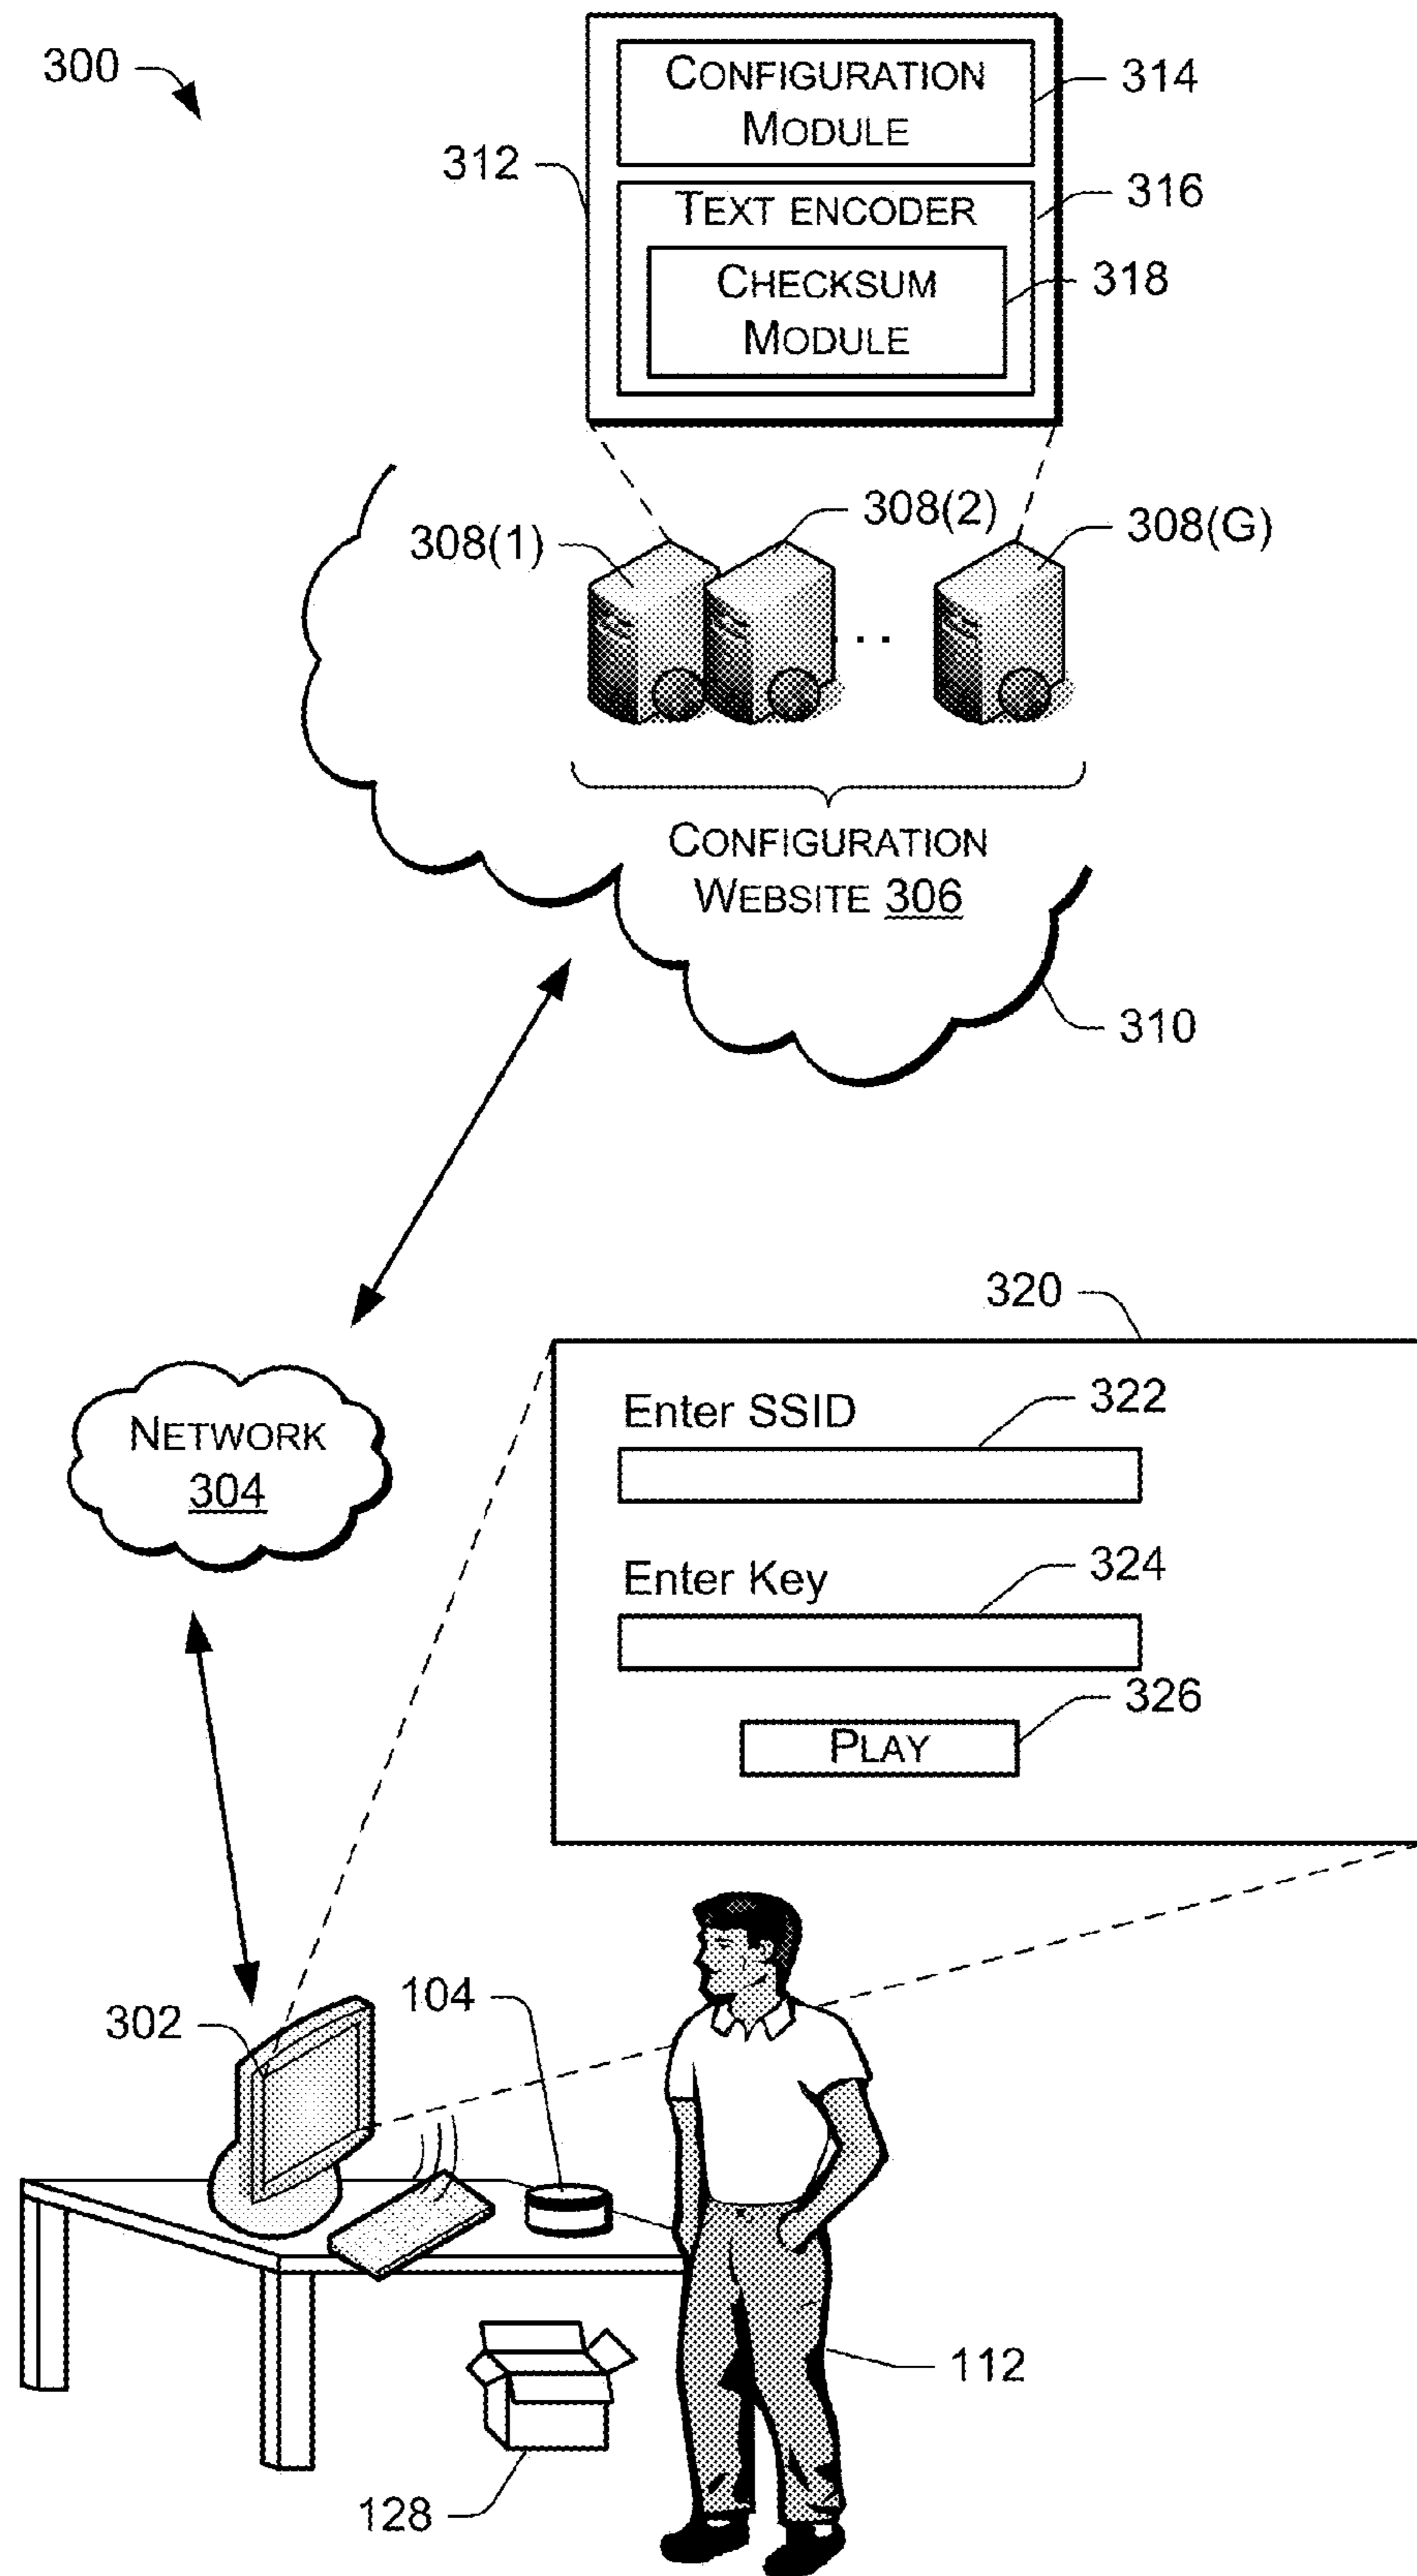 300
CONFIGURATION
MODULE
314
312
TEXT ENCODER
316
CHECKSUM
MODULE
318
308(1)
308(2)
308(G)
...
CONFIGURATION
WEBSITE 306
310
NETWORK
304
320
Enter SSID
322
Enter Key
324
PLAY
326
302
104
112
128